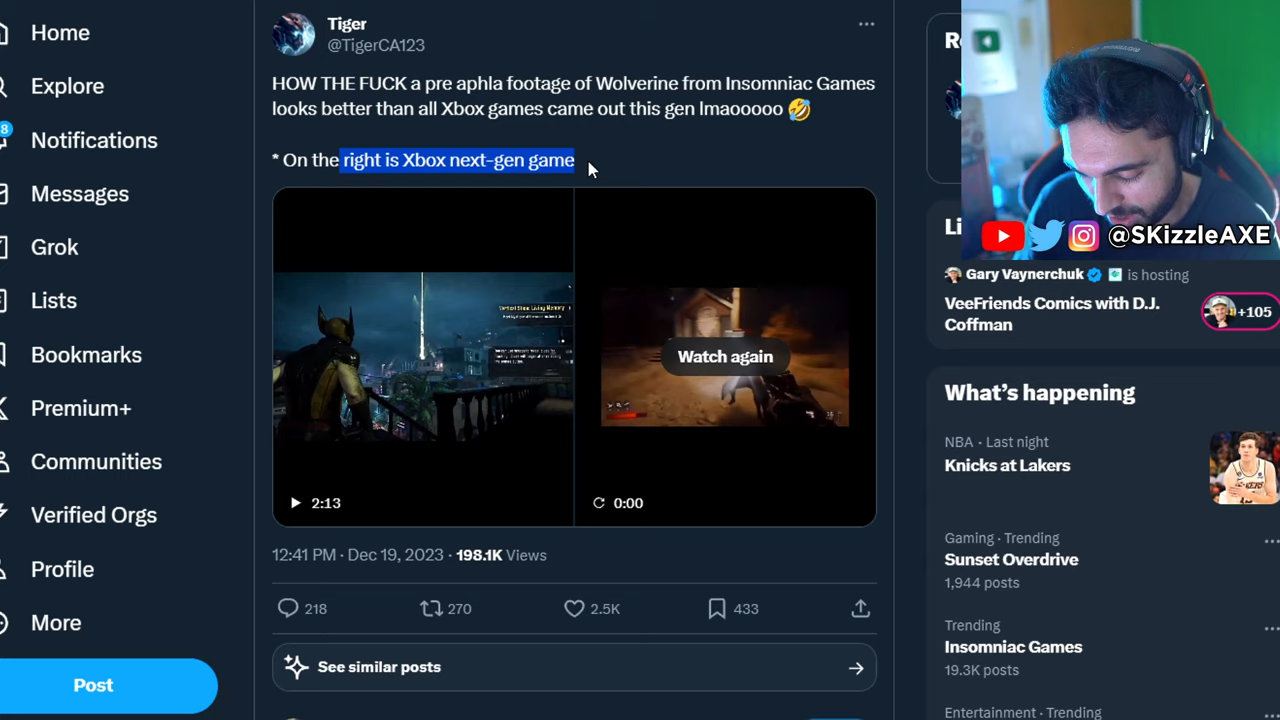 Home
Explore
8
Notifications
Messages
Grok
Lists
Bookmarks
Premium+
Communities
Verified Orgs
Profile
More
Post
Tiger
@TigerCA123
HOW THE FUCK a pre aphla footage of Wolverine from Insomniac Games
looks better than all Xbox games came out this gen lmaooooo 🤣
* On the right is Xbox next-gen game
Watch again
2:13
0:00
12:41 PM · Dec 19, 2023 · 198.1K Views
218
270
2.5K
433
See similar posts
@SKizzleAXE
Gary Vaynerchuk is hosting
VeeFriends Comics with D.J.
Coffman
+105
What's happening
NBA · Last night
Knicks at Lakers
Gaming · Trending
Sunset Overdrive
1,944 posts
Trending
Insomniac Games
19.3K posts
Entertainment · Trending